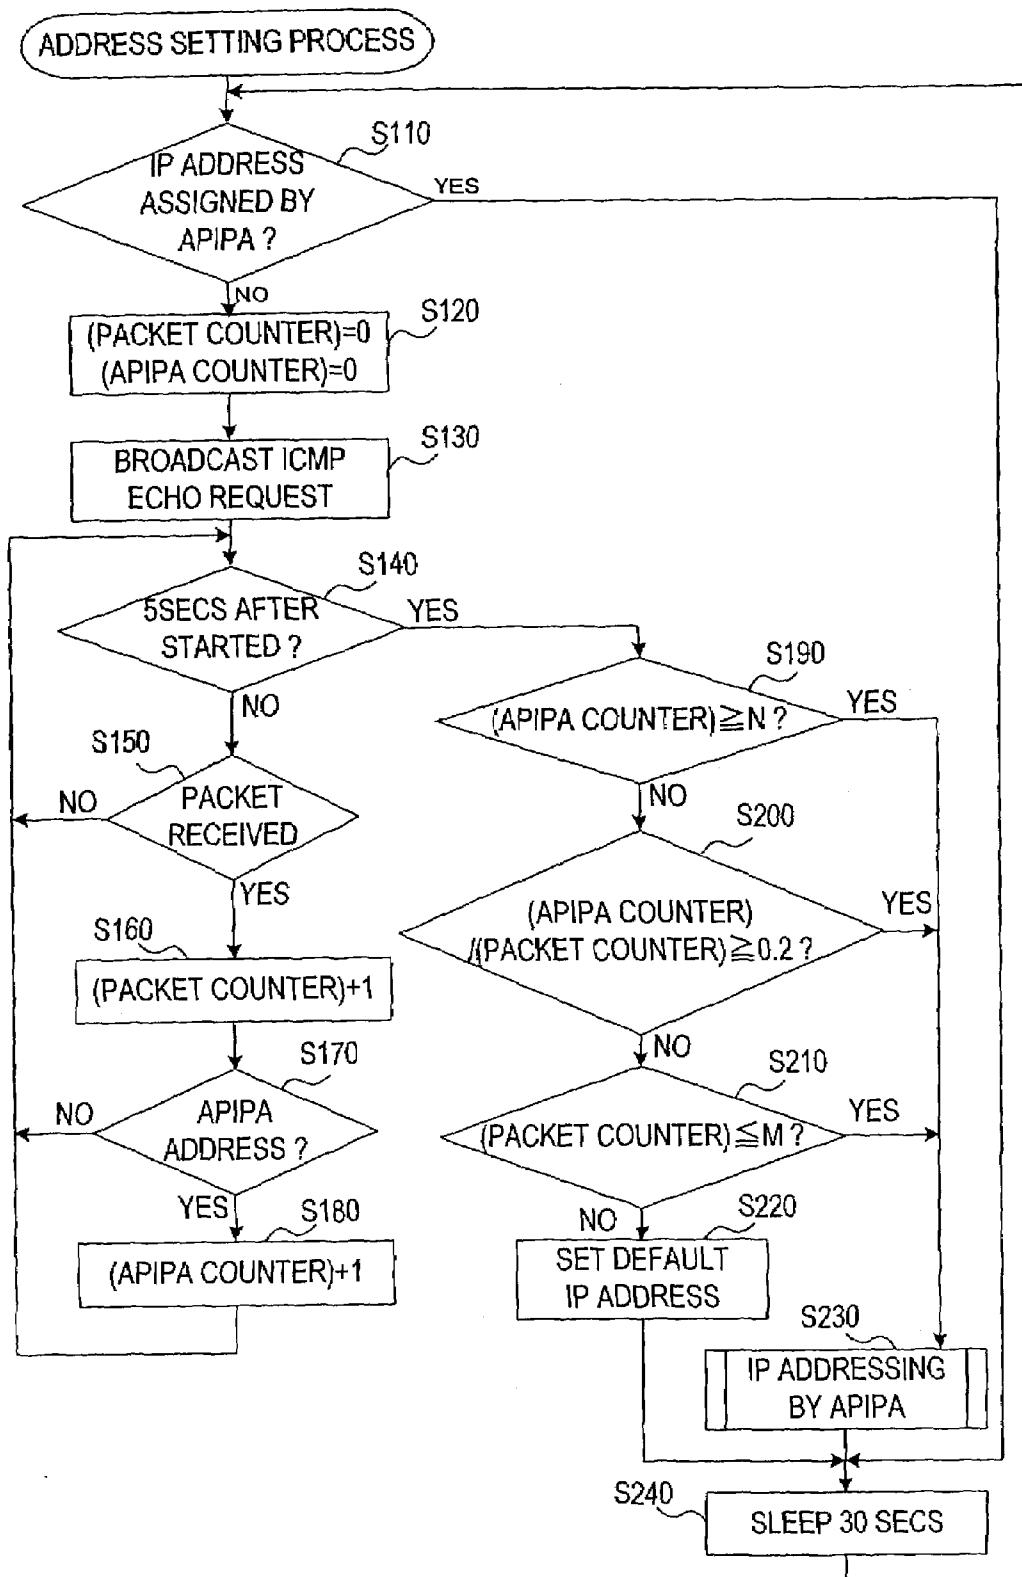 ADDRESS SETTING PROCESS
S110
IP ADDRESS
ASSIGNED BY
APIPA ?
YES
NO
S120
(PACKET COUNTER)=0
(APIPA COUNTER)=0
S130
BROADCAST ICMP
ECHO REQUEST
S140
5SECS AFTER
STARTED ?
YES
NO
S150
PACKET
RECEIVED
NO
YES
S160
(PACKET COUNTER)+1
S170
APIPA
ADDRESS ?
NO
YES
S180
(APIPA COUNTER)+1
S190
(APIPA COUNTER)≧N ?
YES
NO
S200
(APIPA COUNTER)
/(PACKET COUNTER)≧0.2 ?
YES
NO
S210
(PACKET COUNTER)≦M ?
YES
NO
S220
SET DEFAULT
IP ADDRESS
S230
IP ADDRESSING
BY APIPA
S240
SLEEP 30 SECS